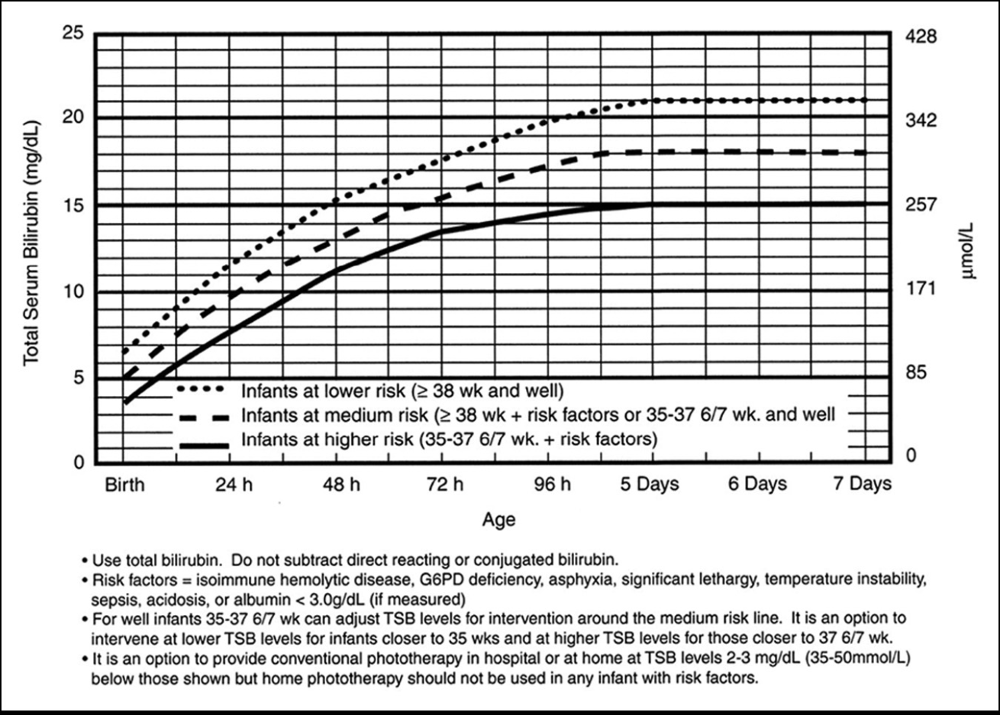 25
428
20
342
15
257
10
171
5
85
0
0
Total Serum Bilirubin (mg/dL)
μmol/L
Infants at lower risk (≥ 38 wk and well)
Infants at medium risk (≥ 38 wk + risk factors or 35-37 6/7 wk. and well
Infants at higher risk (35-37 6/7 wk. + risk factors)
Birth 24 h 48 h 72 h 96 h 5 Days 6 Days 7 Days
Age
• Use total bilirubin. Do not subtract direct reacting or conjugated bilirubin.
• Risk factors = isoimmune hemolytic disease, G6PD deficiency, asphyxia, significant lethargy, temperature instability,
sepsis, acidosis, or albumin < 3.0g/dL (if measured)
• For well infants 35-37 6/7 wk can adjust TSB levels for intervention around the medium risk line. It is an option to
intervene at lower TSB levels for infants closer to 35 wks and at higher TSB levels for those closer to 37 6/7 wk.
• It is an option to provide conventional phototherapy in hospital or at home at TSB levels 2-3 mg/dL (35-50mmol/L)
below those shown but home phototherapy should not be used in any infant with risk factors.